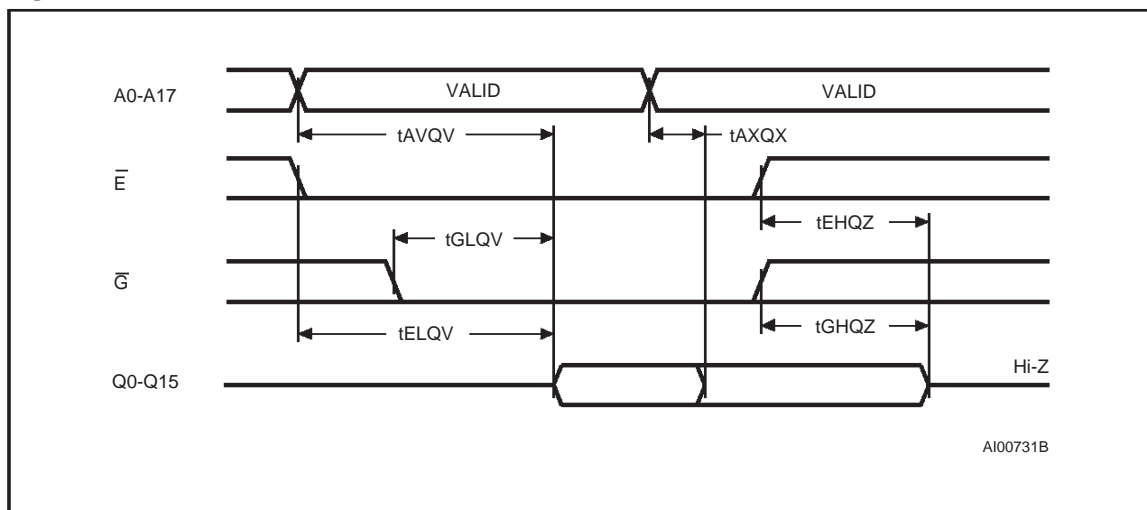 A0-A17
VALID
VALID
tAVQV
tAXQX
E
tEHQZ
tGLQV
G
tGHQZ
tELQV
Q0-Q15
Hi-Z
AI00731B